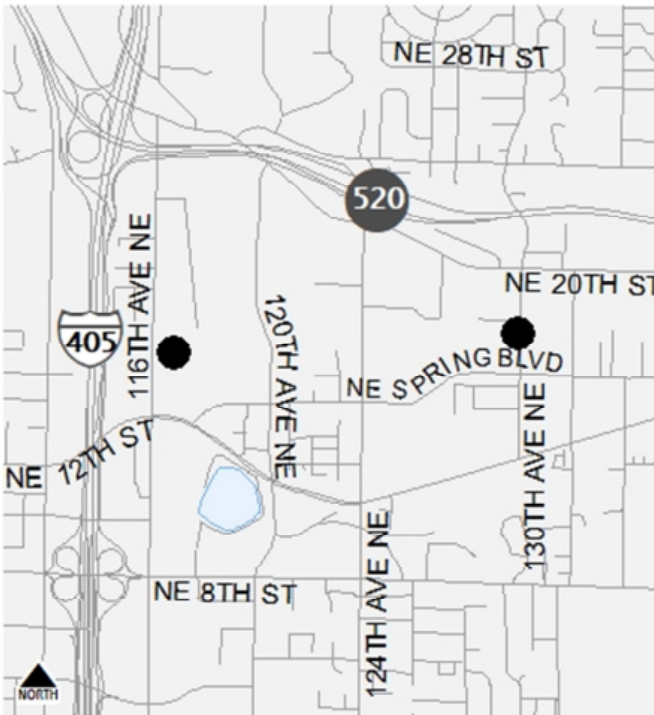 NE 28TH ST
520
116TH AVE NE
NE 20TH ST
120TH AVE NE
405
NE SPRING BLVD
NE 12TH ST
130TH AVE NE
124TH AVE NE
NE 8TH ST
NORTH